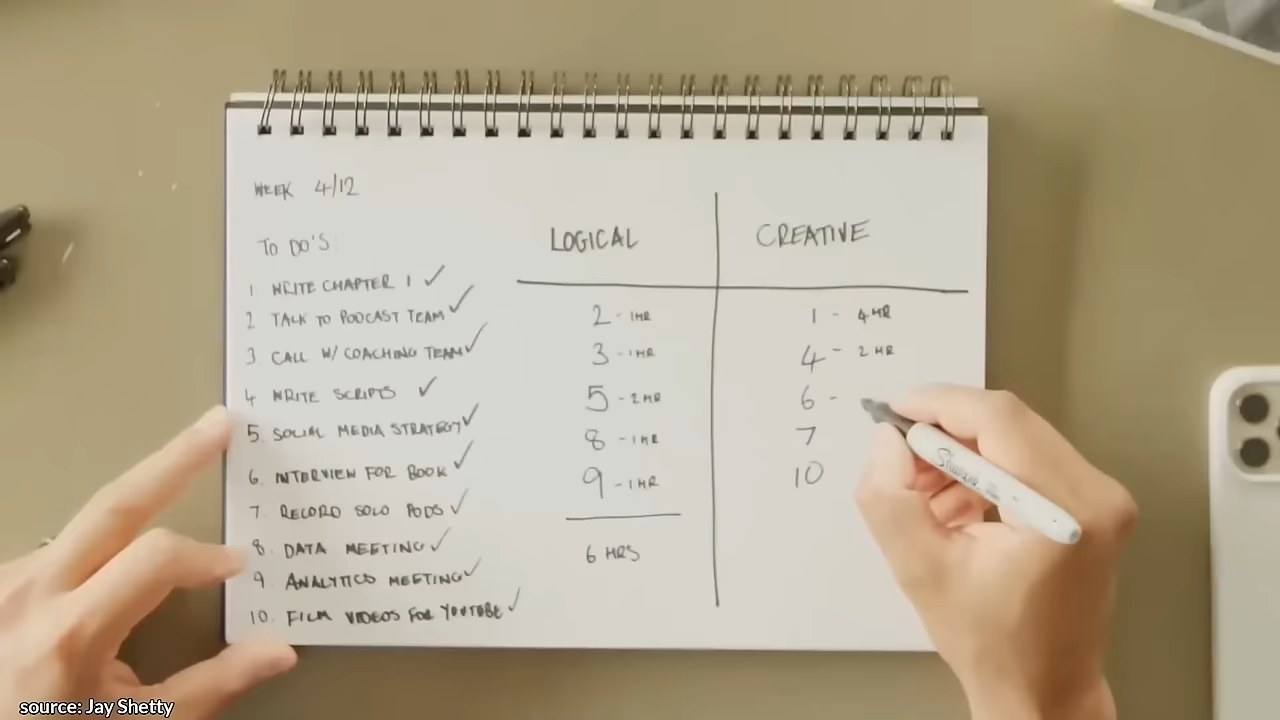 WEEK 4/12
TO DO'S:
1 WRITE CHAPTER 1 ✓
2 TALK TO PODCAST TEAM ✓
3. CALL W/ COACHING TEAM ✓
4 WRITE SCRIPTS ✓
5. SOCIAL MEDIA STRATEGY ✓
6. INTERVIEW FOR BOOK ✓
7. RECORD SOLO PODS ✓
8. DATA MEETING ✓
9. ANALYTICS MEETING ✓
10. FILM VIDEOS FOR YOUTUBE ✓
LOGICAL
2 - 1HR
3 - 1HR
5 - 2HR
8 - 1HR
9 - 1HR
6 HRS
CREATIVE
1 - 4HR
4 - 2HR
6 -
7
10
Sharpie
source: Jay Shetty